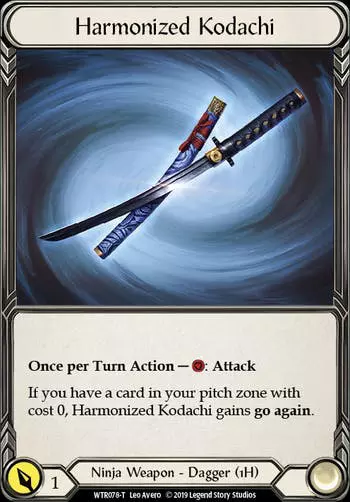 Harmonized Kodachi
Once per Turn Action — : Attack
If you have a card in your pitch zone with
cost 0, Harmonized Kodachi gains go again.
1
Ninja Weapon - Dagger (1H)
WTR078-T Leo Avero © 2019 Legend Story Studios